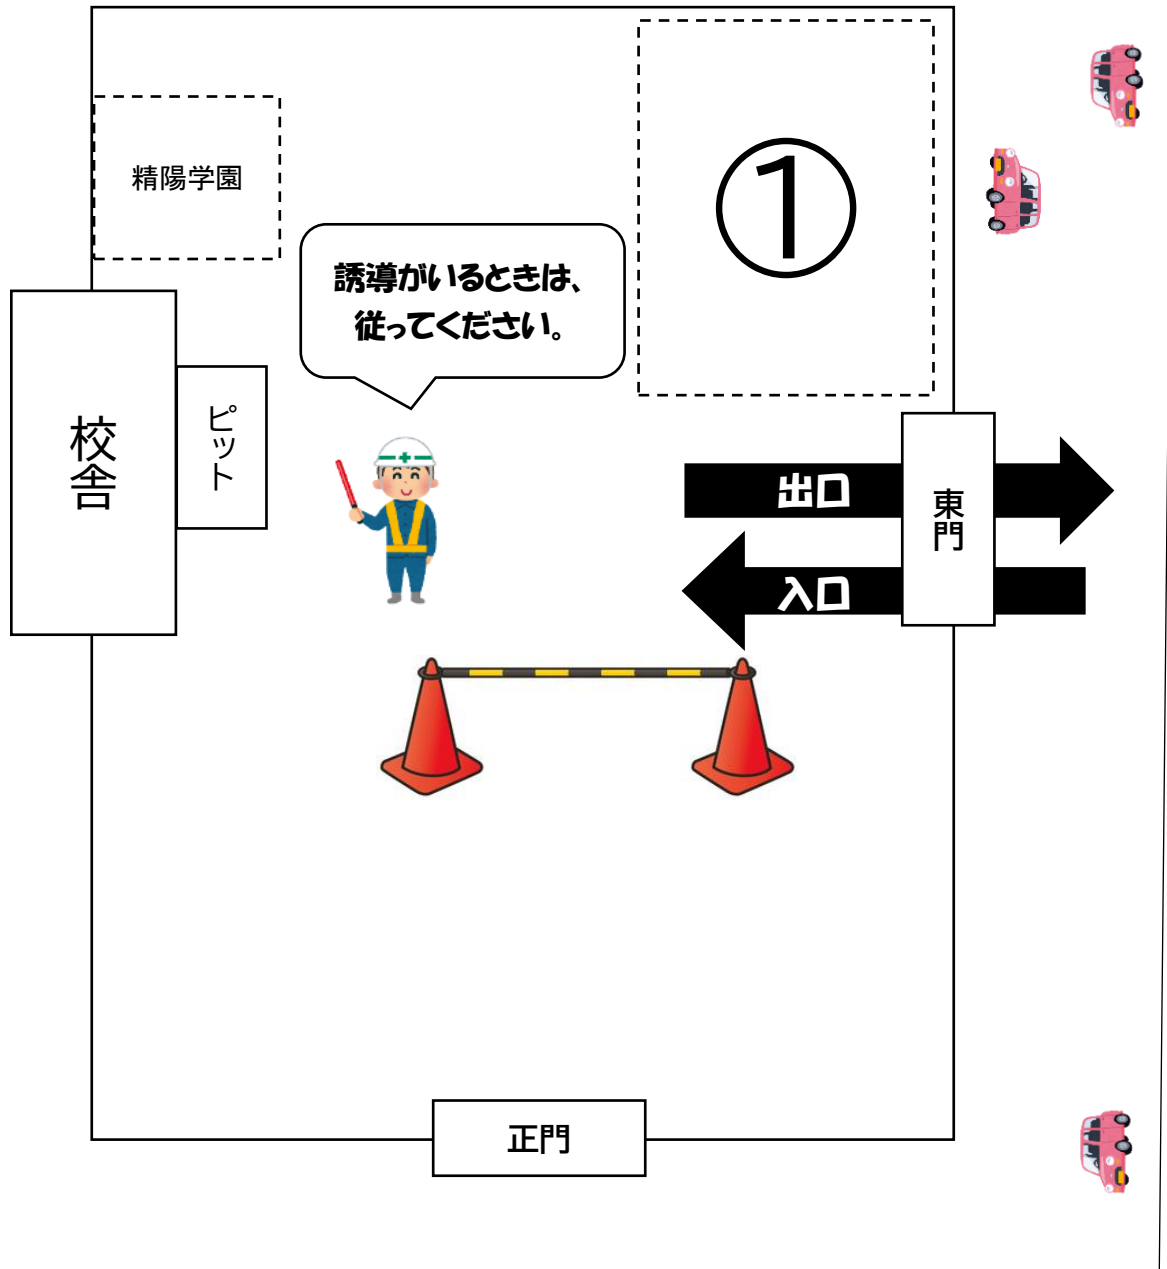 ①
精陽学園
誘導がいるときは、
従ってください。
校舎
ピット
出口
東門
入口
正門